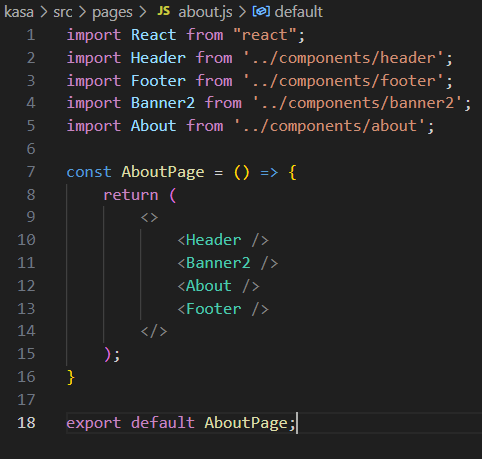 kasa > src > pages > JS about.js > default
1 import React from "react";
2 import Header from '../components/header';
3 import Footer from '../components/footer';
4 import Banner2 from '../components/banner2';
5 import About from '../components/about';
6
7 const AboutPage = () => {
8     return (
9         <>
10             <Header />
11             <Banner2 />
12             <About />
13             <Footer />
14         </>
15     );
16 }
17
18 export default AboutPage;